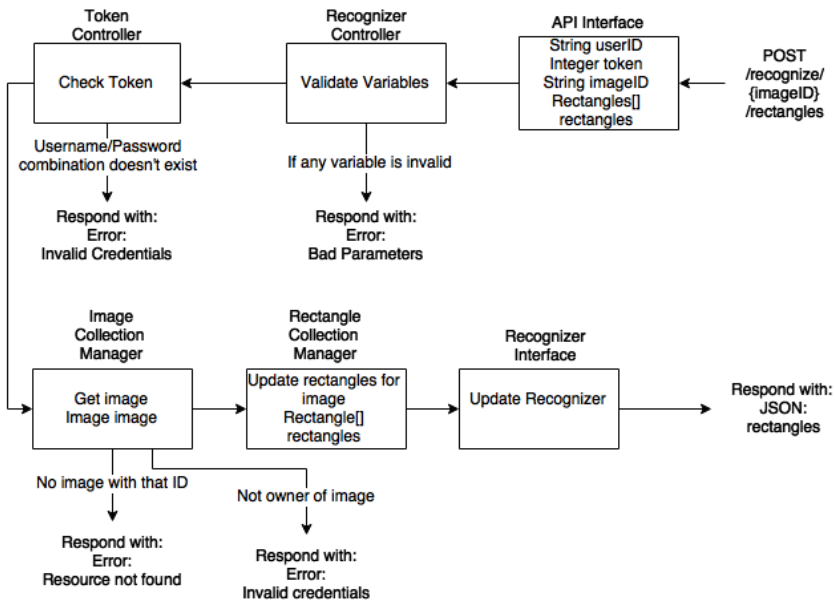 Token
Controller
Recognizer
Controller
API Interface
Check Token
Validate Variables
String userID
Integer token
String imageID
Rectangles[]
rectangles
POST
/recognize/
{imageID}
/rectangles
Username/Password
combination doesn't exist
If any variable is invalid
Respond with:
Error:
Invalid Credentials
Respond with:
Error:
Bad Parameters
Image
Collection
Manager
Rectangle
Collection
Manager
Recognizer
Interface
Get image
Image image
Update rectangles for
image
Rectangle[]
rectangles
Update Recognizer
Respond with:
JSON:
rectangles
No image with that ID
Not owner of image
Respond with:
Error:
Resource not found
Respond with:
Error:
Invalid credentials